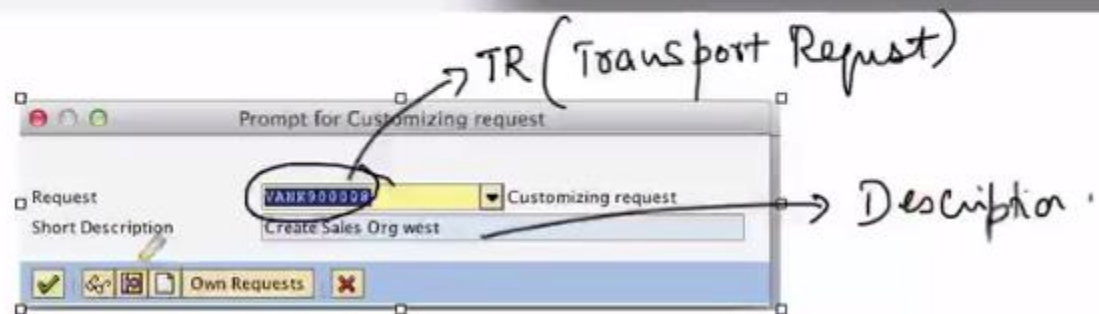 TR (Transport Request)
Prompt for Customizing request
Request VANK900008 Customizing request
Short Description Create Sales Org west
Description.
Own Requests